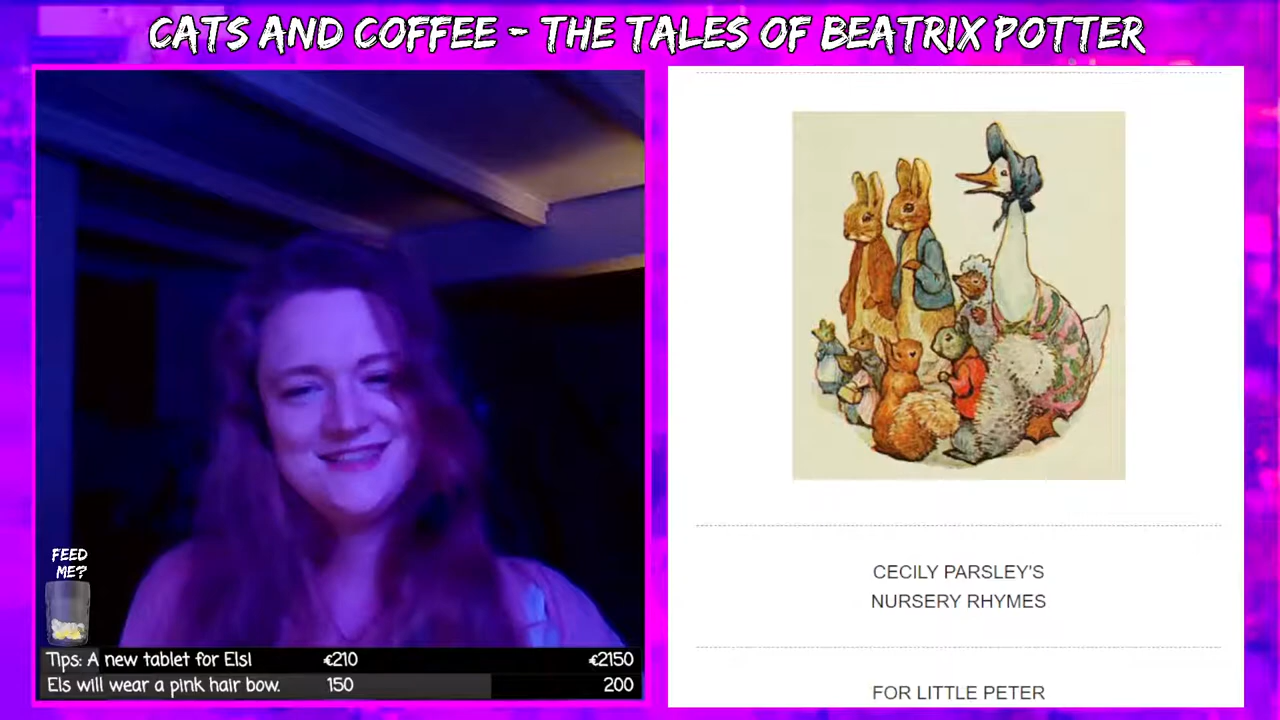 CATS AND COFFEE - THE TALES OF BEATRIX POTTER
FEED
ME?
Tips: A new tablet for Els! €210 €2150
Els will wear a pink hair bow. 150 200
CECILY PARSLEY'S
NURSERY RHYMES
FOR LITTLE PETER